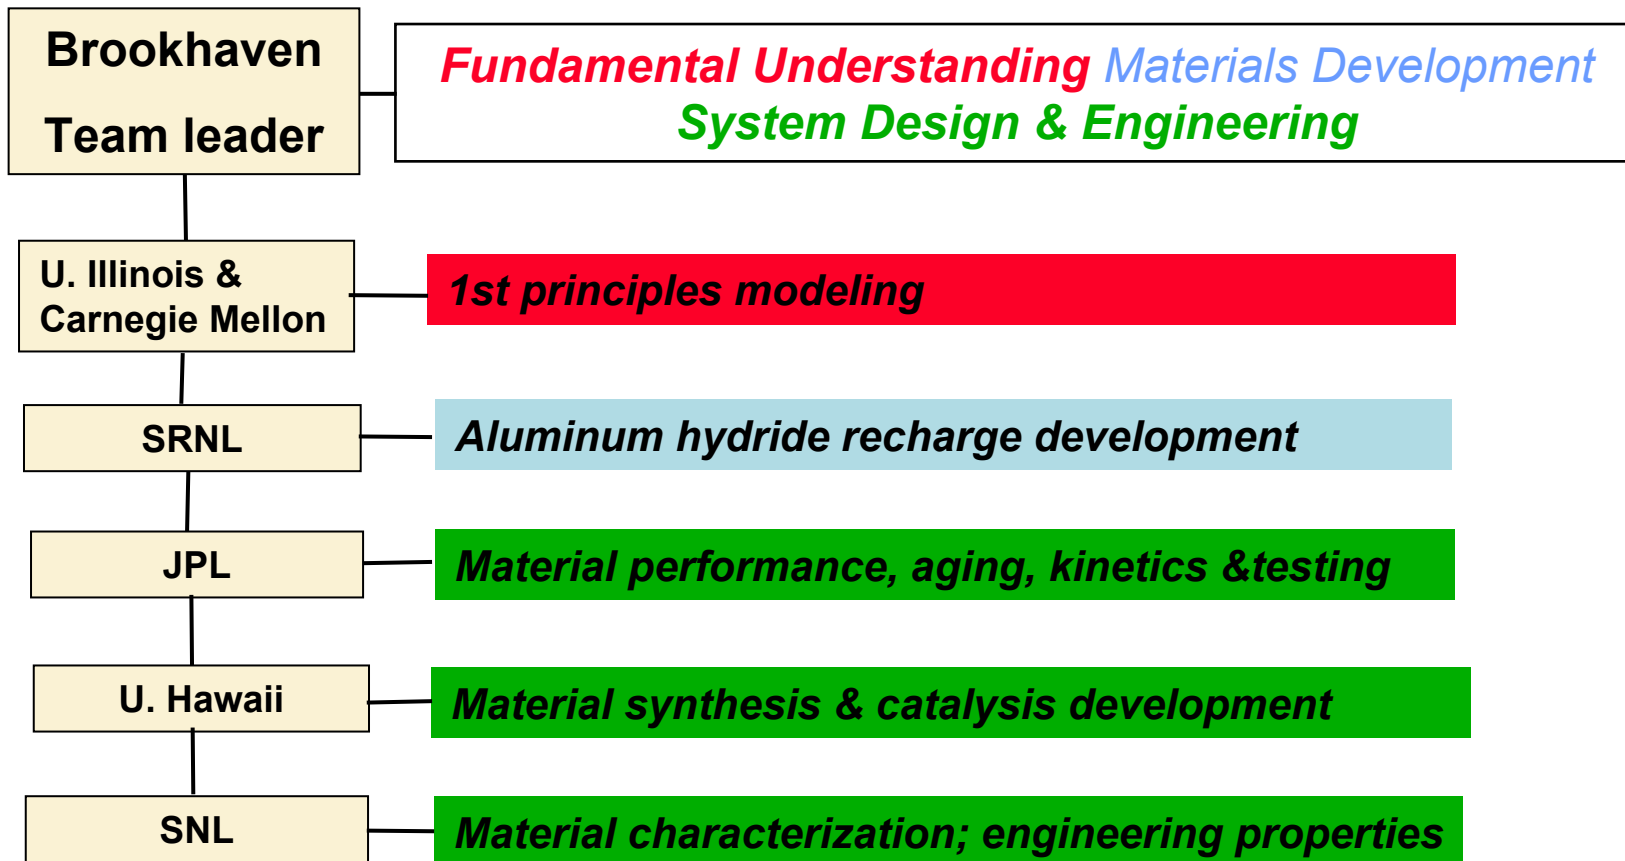 Brookhaven
Team leader
Fundamental Understanding Materials Development
System Design & Engineering
U. Illinois &
Carnegie Mellon
1st principles modeling
SRNL
Aluminum hydride recharge development
JPL
Material performance, aging, kinetics &testing
U. Hawaii
Material synthesis & catalysis development
SNL
Material characterization; engineering properties